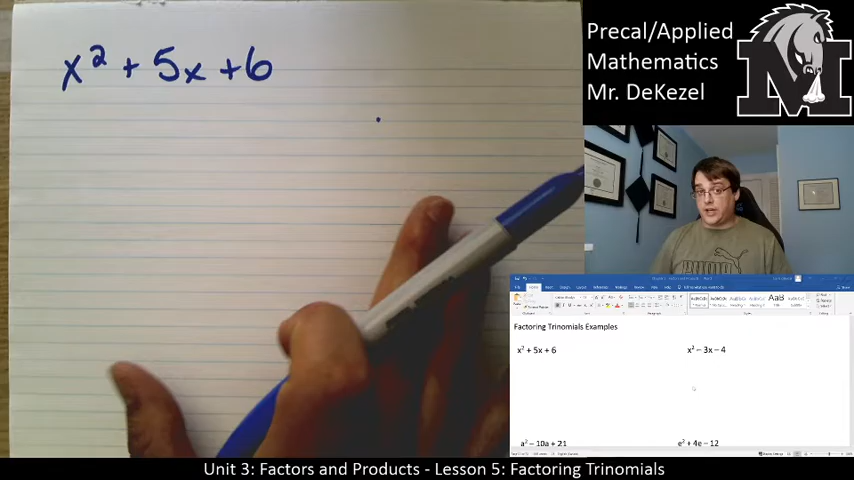 x² + 5x + 6
Precal/Applied
Mathematics
Mr. DeKezel
M
Factoring Trinomials Examples
x² + 5x + 6
x² – 3x – 4
a² – 10a + 21
e² + 4e – 12
Unit 3: Factors and Products - Lesson 5: Factoring Trinomials